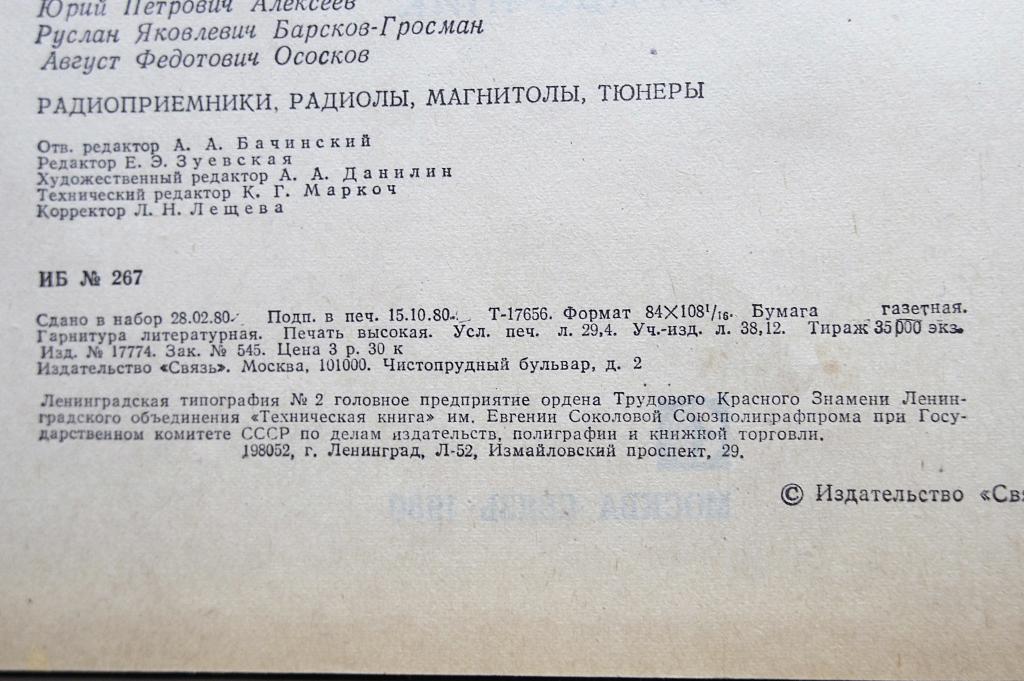 Юрий Петрович Алексеев
Руслан Яковлевич Барсков-Гросман
Август Федотович Ососков
РАДИОПРИЕМНИКИ, РАДИОЛЫ, МАГНИТОЛЫ, ТЮНЕРЫ
Отв. редактор А. А. Бачинский
Редактор Е. Э. Зуевская
Художественный редактор А. А. Данилин
Технический редактор К. Г. Маркоч
Корректор Л. Н. Лещева
ИБ № 267
Сдано в набор 28.02.80. Подп. в печ. 15.10.80. Т-17656. Формат 84×108 1/16. Бумага газетная.
Гарнитура литературная. Печать высокая. Усл. печ. л. 29,4. Уч.-изд. л. 38,12. Тираж 35 000 экз.
Изд. № 17774. Зак. № 545. Цена 3 р. 30 к
Издательство «Связь». Москва, 101000. Чистопрудный бульвар, д. 2
Ленинградская типография № 2 головное предприятие ордена Трудового Красного Знамени Ленин-
градского объединения «Техническая книга» им. Евгении Соколовой Союзполиграфпрома при Госу-
дарственном комитете СССР по делам издательств, полиграфии и книжной торговли.
198052, г. Ленинград, Л-52, Измайловский проспект, 29.
© Издательство «Свя
МОСКВА СВЯЗЬ 1980